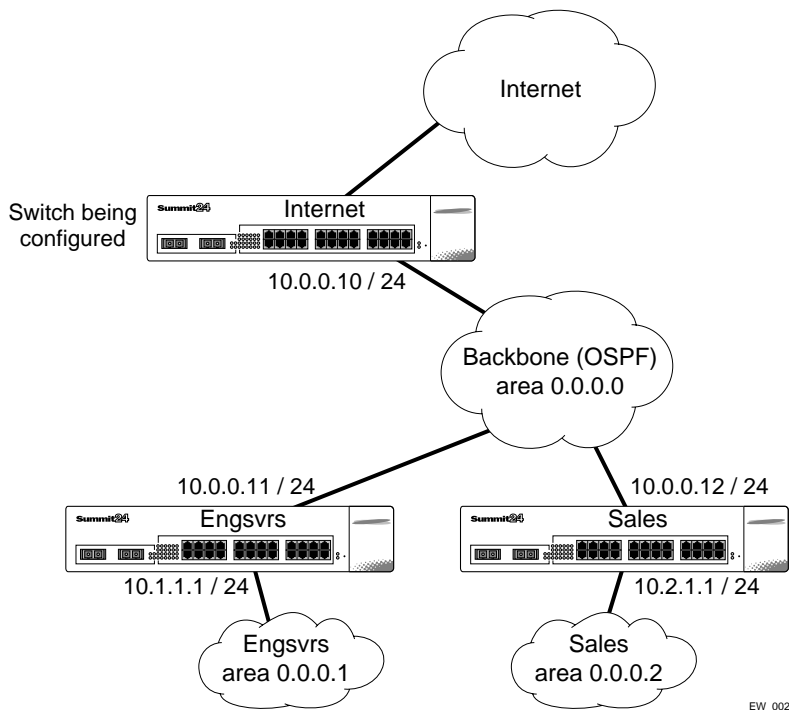 Internet
Summit24
Internet
Switch being
configured
10.0.0.10 / 24
Backbone (OSPF)
area 0.0.0.0
10.0.0.11 / 24
10.0.0.12 / 24
Summit24
Engsvrs
Summit24
Sales
10.1.1.1 / 24
10.2.1.1 / 24
Engsvrs
area 0.0.0.1
Sales
area 0.0.0.2
EW_002